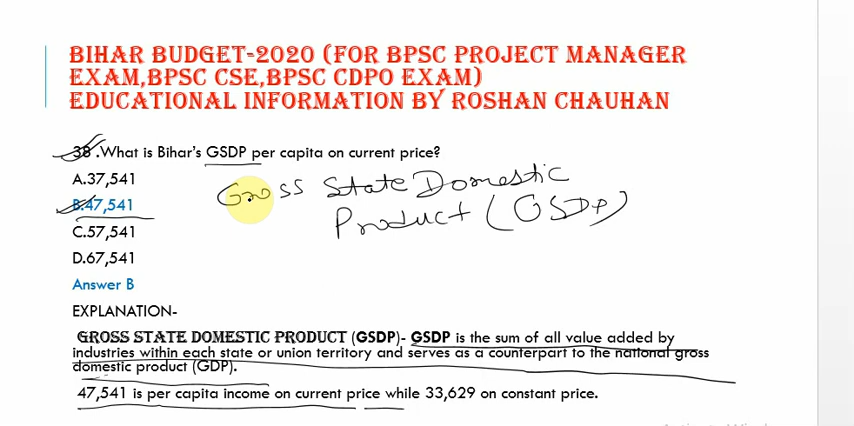 BIHAR BUDGET-2020 (FOR BPSC PROJECT MANAGER
EXAM,BPSC CSE,BPSC CDPO EXAM)
EDUCATIONAL INFORMATION BY ROSHAN CHAUHAN
38 .What is Bihar's GSDP per capita on current price?
A.37,541
B.47,541
C.57,541
D.67,541
Gross State Domestic
Product (GSDP)
Answer B
EXPLANATION-
GROSS STATE DOMESTIC PRODUCT (GSDP)- GSDP is the sum of all value added by
industries within each state or union territory and serves as a counterpart to the national gross
domestic product (GDP).
47,541 is per capita income on current price while 33,629 on constant price.